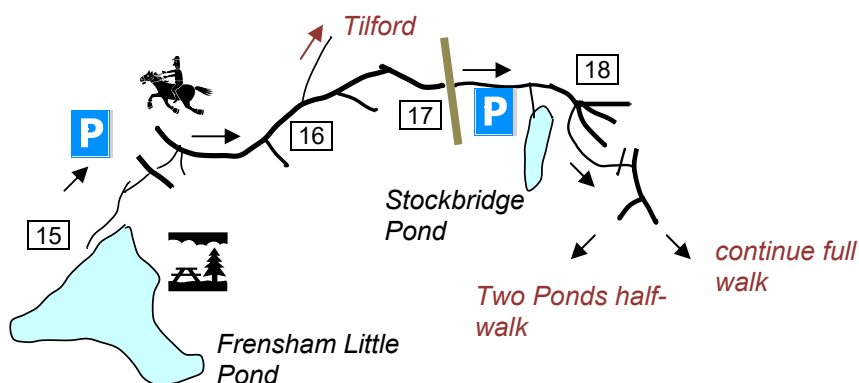 Tilford
18
17
P
P
16
Stockbridge
Pond
15
continue full
walk
Two Ponds half-
walk
Frensham Little
Pond